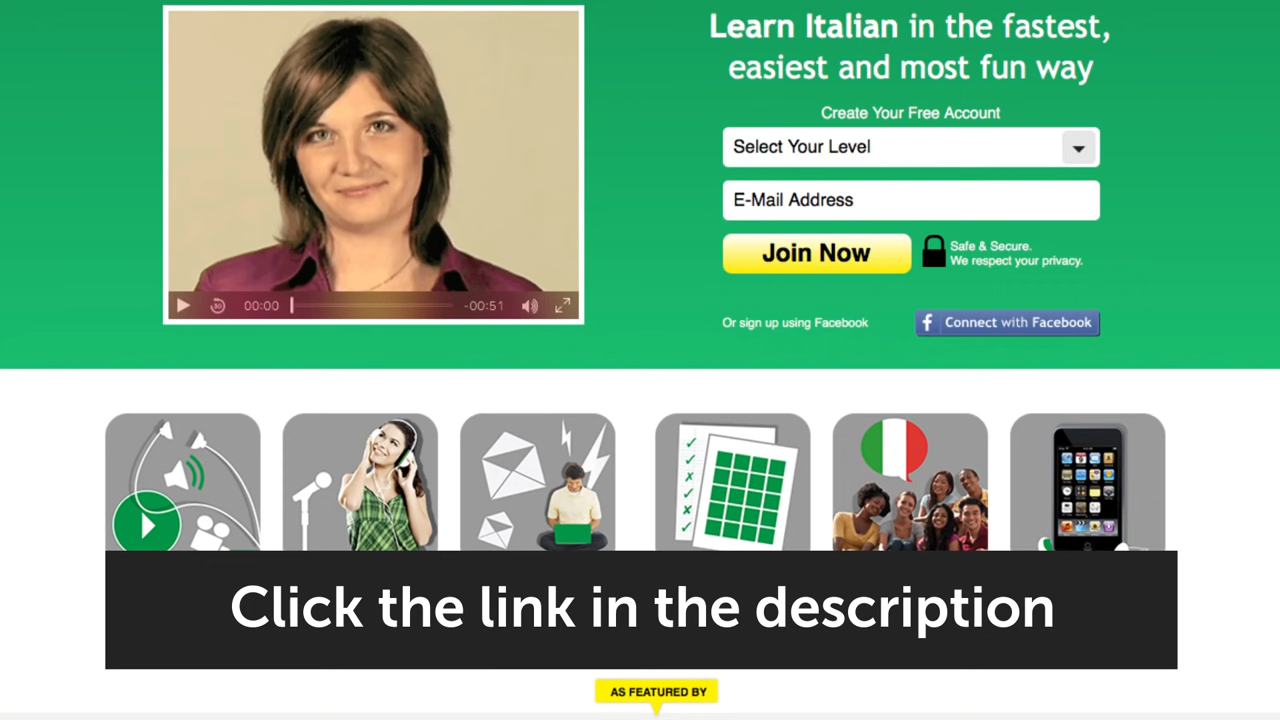 Learn Italian in the fastest,
easiest and most fun way
Create Your Free Account
Select Your Level
E-Mail Address
Join Now
Safe & Secure.
We respect your privacy.
00:00
-00:51
Or sign up using Facebook
f Connect with Facebook
Click the link in the description
AS FEATURED BY